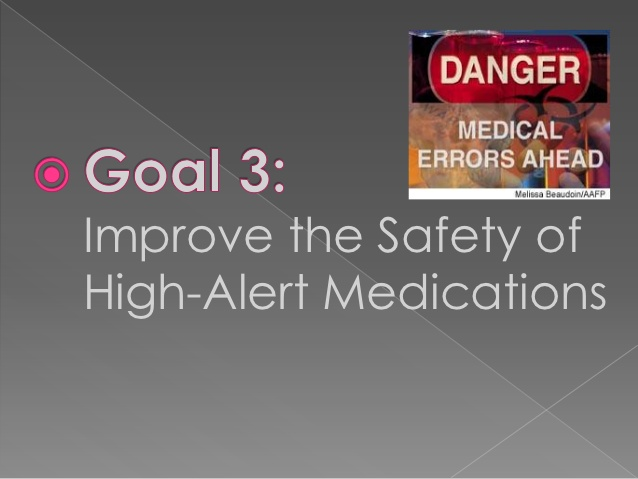 DANGER
MEDICAL
ERRORS AHEAD
Melissa Beaudoin/AAFP
Goal 3:
Improve the Safety of
High-Alert Medications